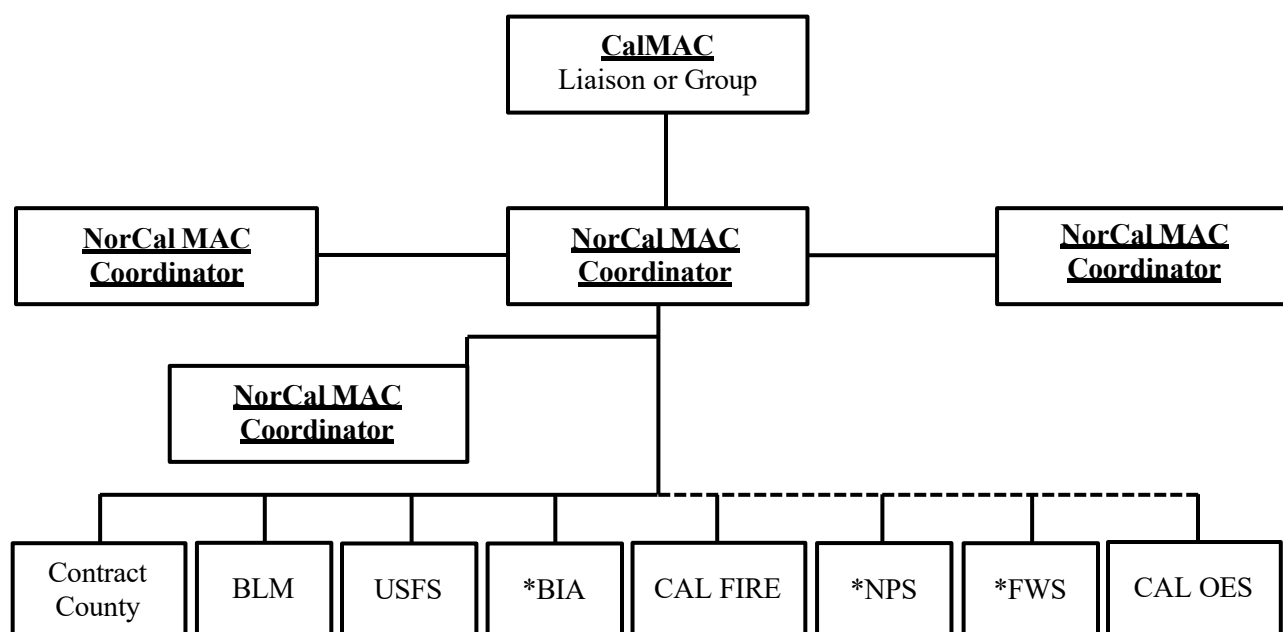 CalMAC
Liaison or Group
NorCal MAC
Coordinator
NorCal MAC
Coordinator
NorCal MAC
Coordinator
NorCal MAC
Coordinator
Contract
County
BLM
USFS
*BIA
CAL FIRE
*NPS
*FWS
CAL OES